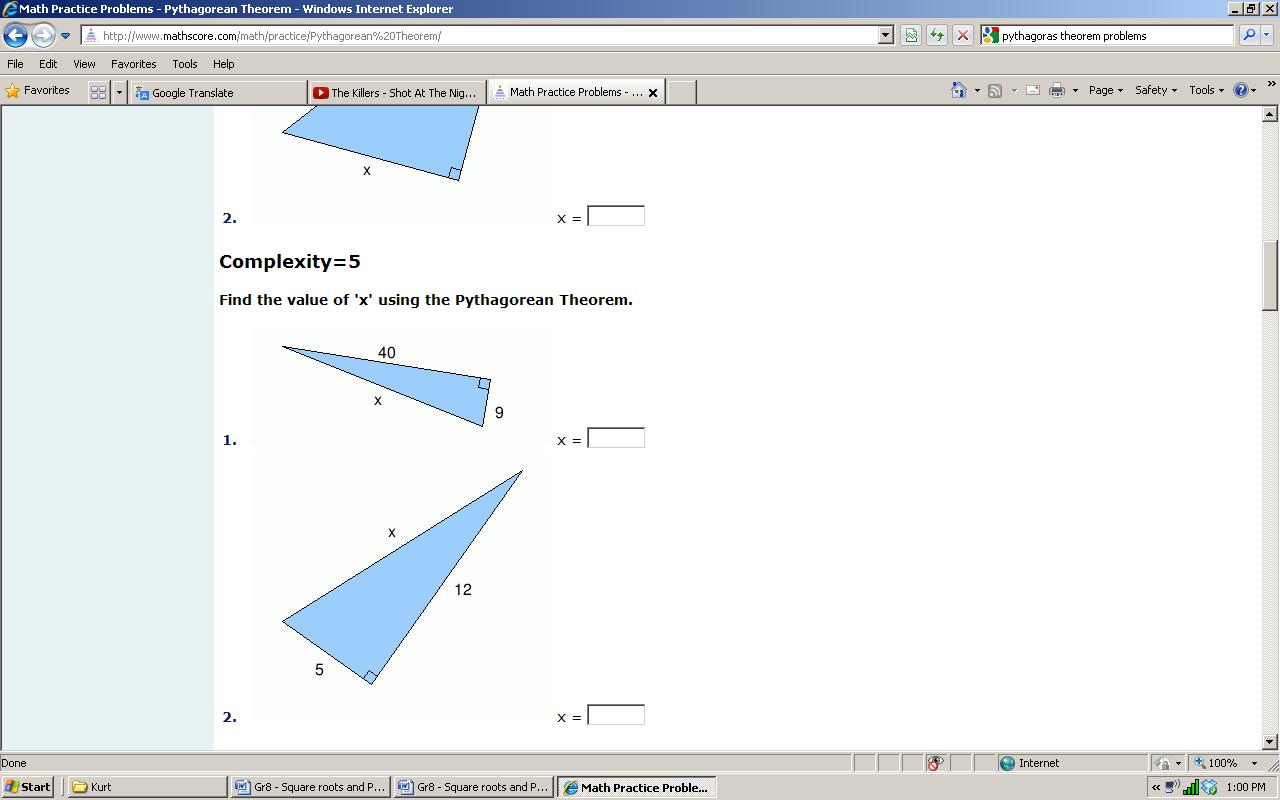 Math Practice Problems - Pythagorean Theorem - Windows Internet Explorer
http://www.mathscore.com/math/practice/Pythagorean%20Theorem/
pythagoras theorem problems
File Edit View Favorites Tools Help
Favorites
Google Translate
The Killers - Shot At The Nig...
Math Practice Problems - ...
Page Safety Tools »
x
2. x =
Complexity=5
Find the value of 'x' using the Pythagorean Theorem.
40
x
9
1. x =
x
12
5
2. x =
Done
Internet
100%
Start
Kurt
Gr8 - Square roots and P...
Gr8 - Square roots and P...
Math Practice Proble...
« 1:00 PM